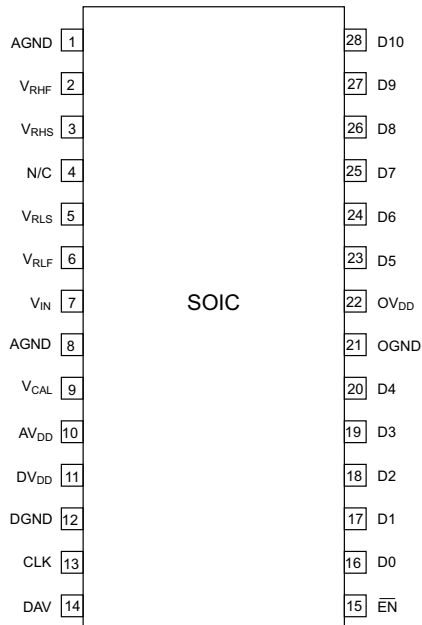 AGND 1 28 D10
VRHF 2 27 D9
VRHS 3 26 D8
N/C 4 25 D7
VRLS 5 24 D6
VRLF 6 23 D5
VIN 7 SOIC 22 OVDD
AGND 8 21 OGND
VCAL 9 20 D4
AVDD 10 19 D3
DVDD 11 18 D2
DGND 12 17 D1
CLK 13 16 D0
DAV 14 15 E̅N̅